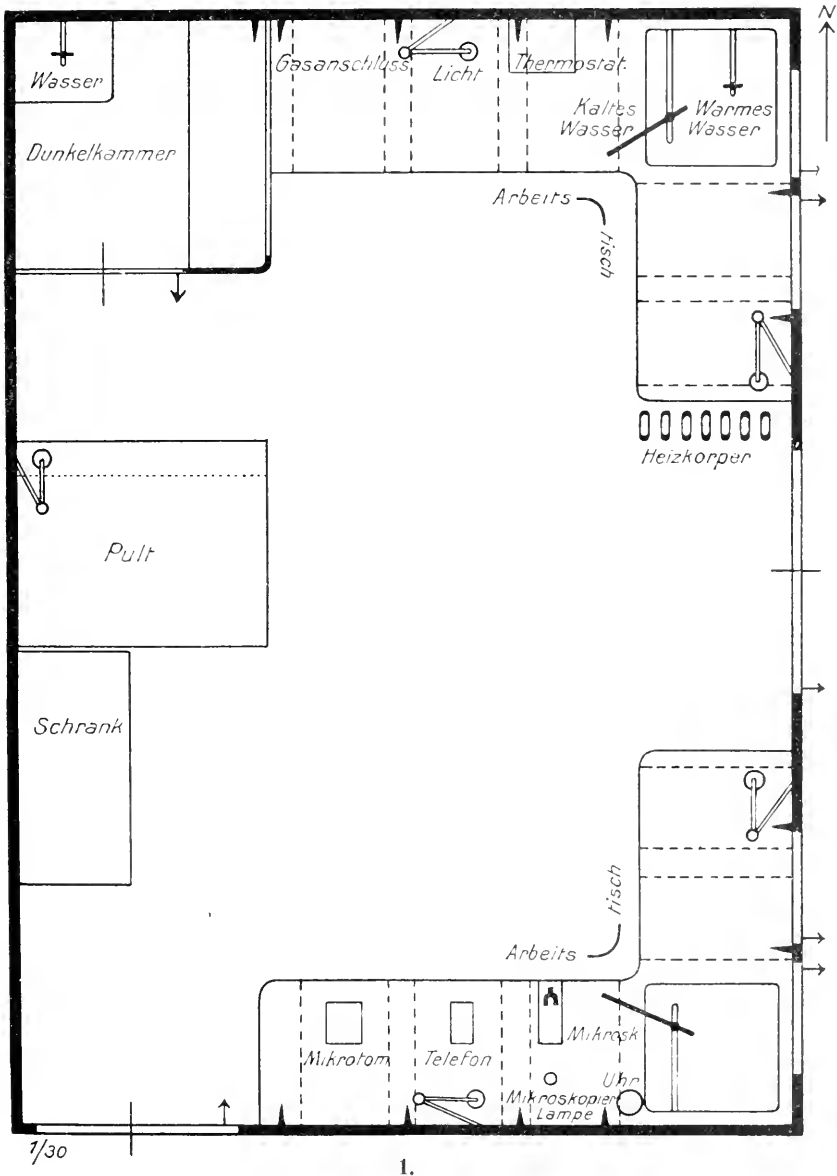 N
Wasser
Gasanschluss
Licht
Thermostat.
Kaltes
Wasser
Warmes
Wasser
Dunkelkammer
Arbeits
tisch
Heizkorper
Pult
Schrank
tisch
Arbeits
Mikrotom
Telefon
Mikrosk
Uhr
Mikroskopier
Lampe
1/30
1.